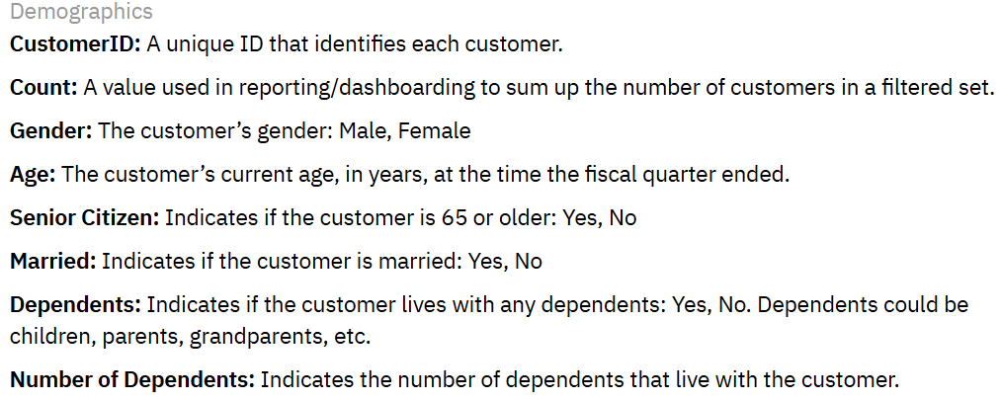 Demographics
CustomerID: A unique ID that identifies each customer.
Count: A value used in reporting/dashboarding to sum up the number of customers in a filtered set.
Gender: The customer’s gender: Male, Female
Age: The customer’s current age, in years, at the time the fiscal quarter ended.
Senior Citizen: Indicates if the customer is 65 or older: Yes, No
Married: Indicates if the customer is married: Yes, No
Dependents: Indicates if the customer lives with any dependents: Yes, No. Dependents could be
children, parents, grandparents, etc.
Number of Dependents: Indicates the number of dependents that live with the customer.